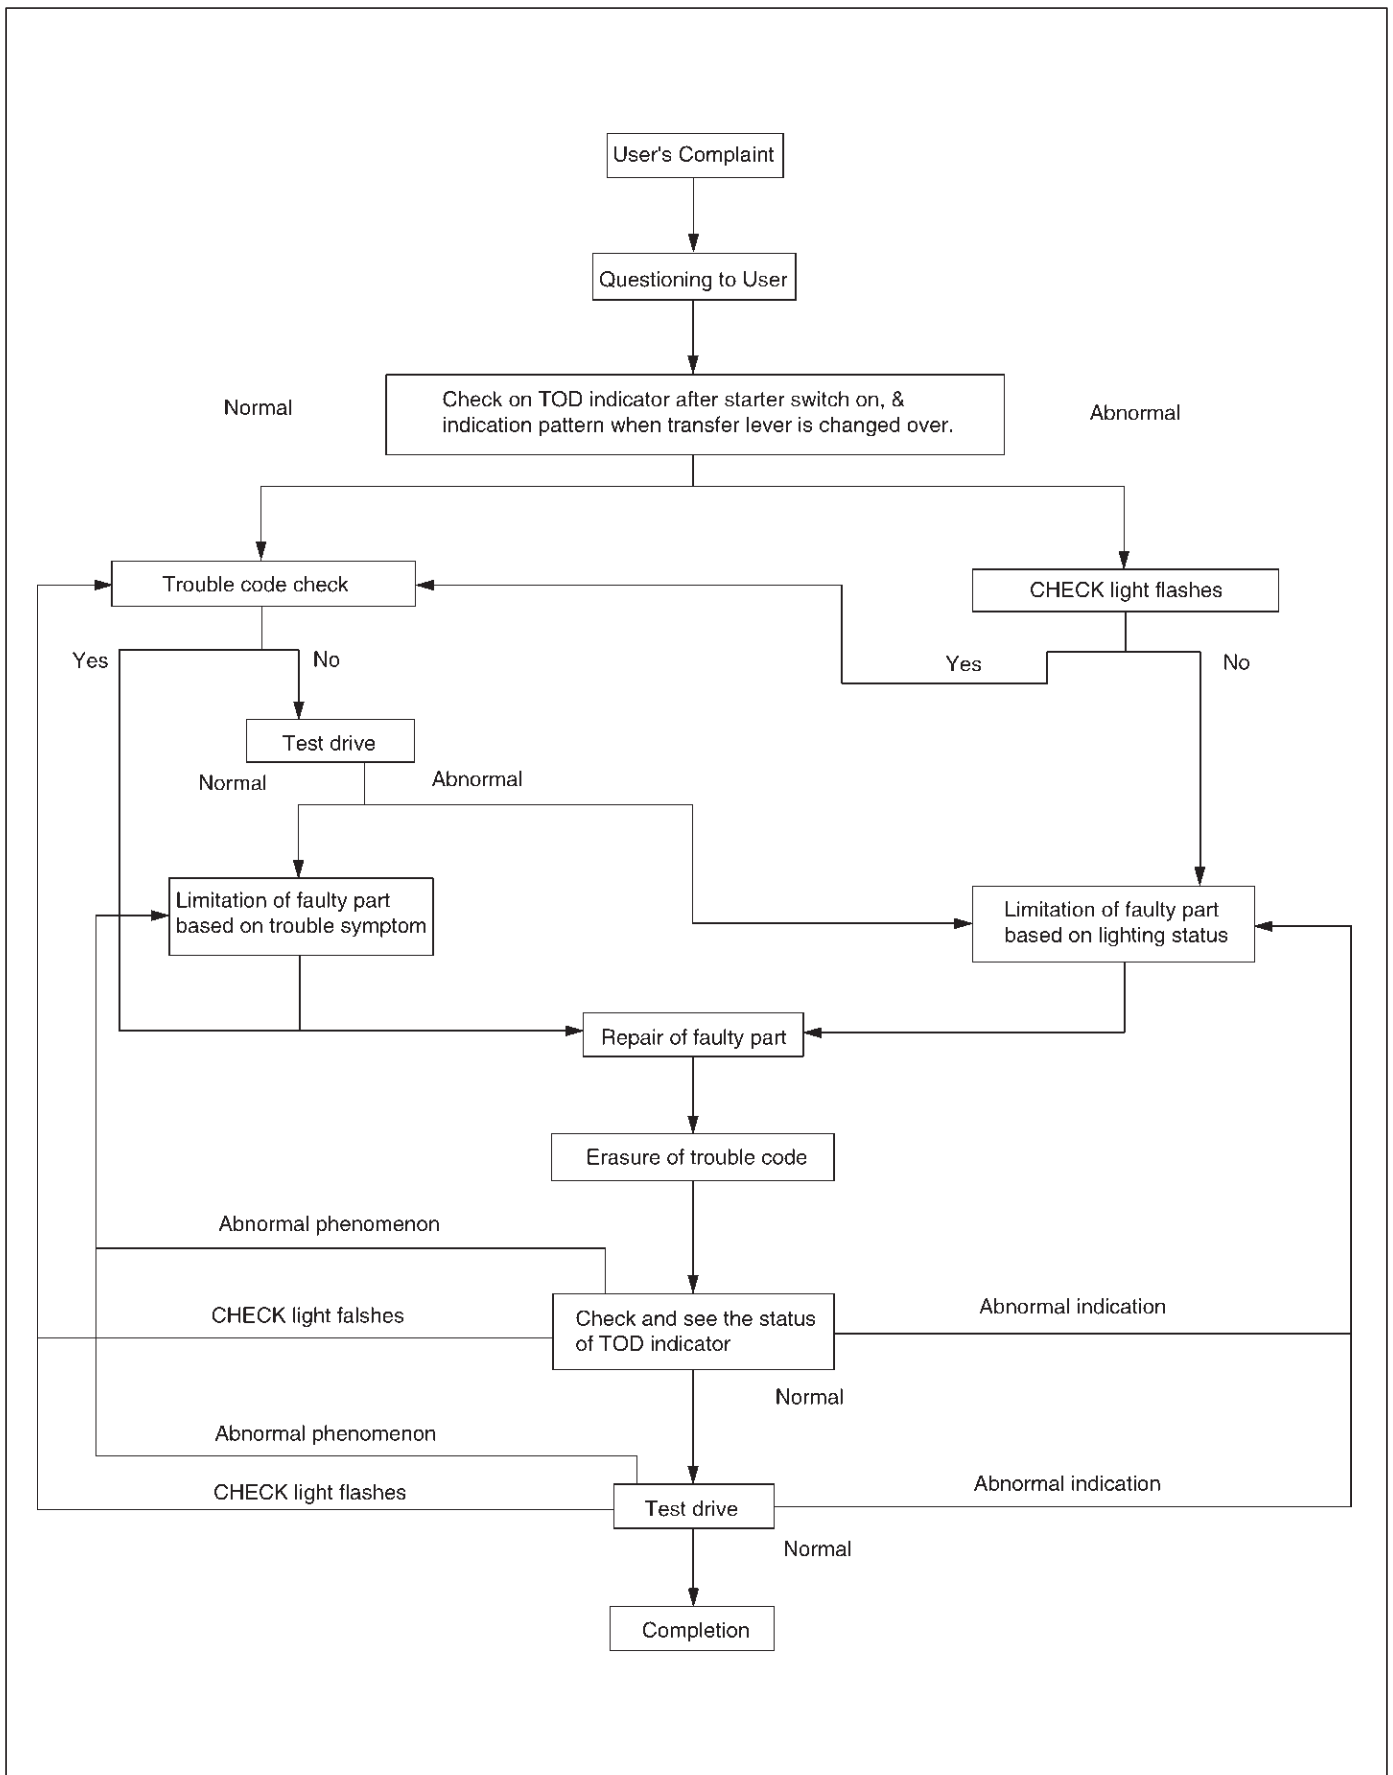 User's Complaint
Questioning to User
Normal
Check on TOD indicator after starter switch on, &
indication pattern when transfer lever is changed over.
Abnormal
Trouble code check
CHECK light flashes
Yes
No
Yes
No
Test drive
Normal
Abnormal
Limitation of faulty part
based on trouble symptom
Limitation of faulty part
based on lighting status
Repair of faulty part
Erasure of trouble code
Abnormal phenomenon
CHECK light falshes
Check and see the status
of TOD indicator
Abnormal indication
Normal
Abnormal phenomenon
CHECK light flashes
Test drive
Abnormal indication
Normal
Completion